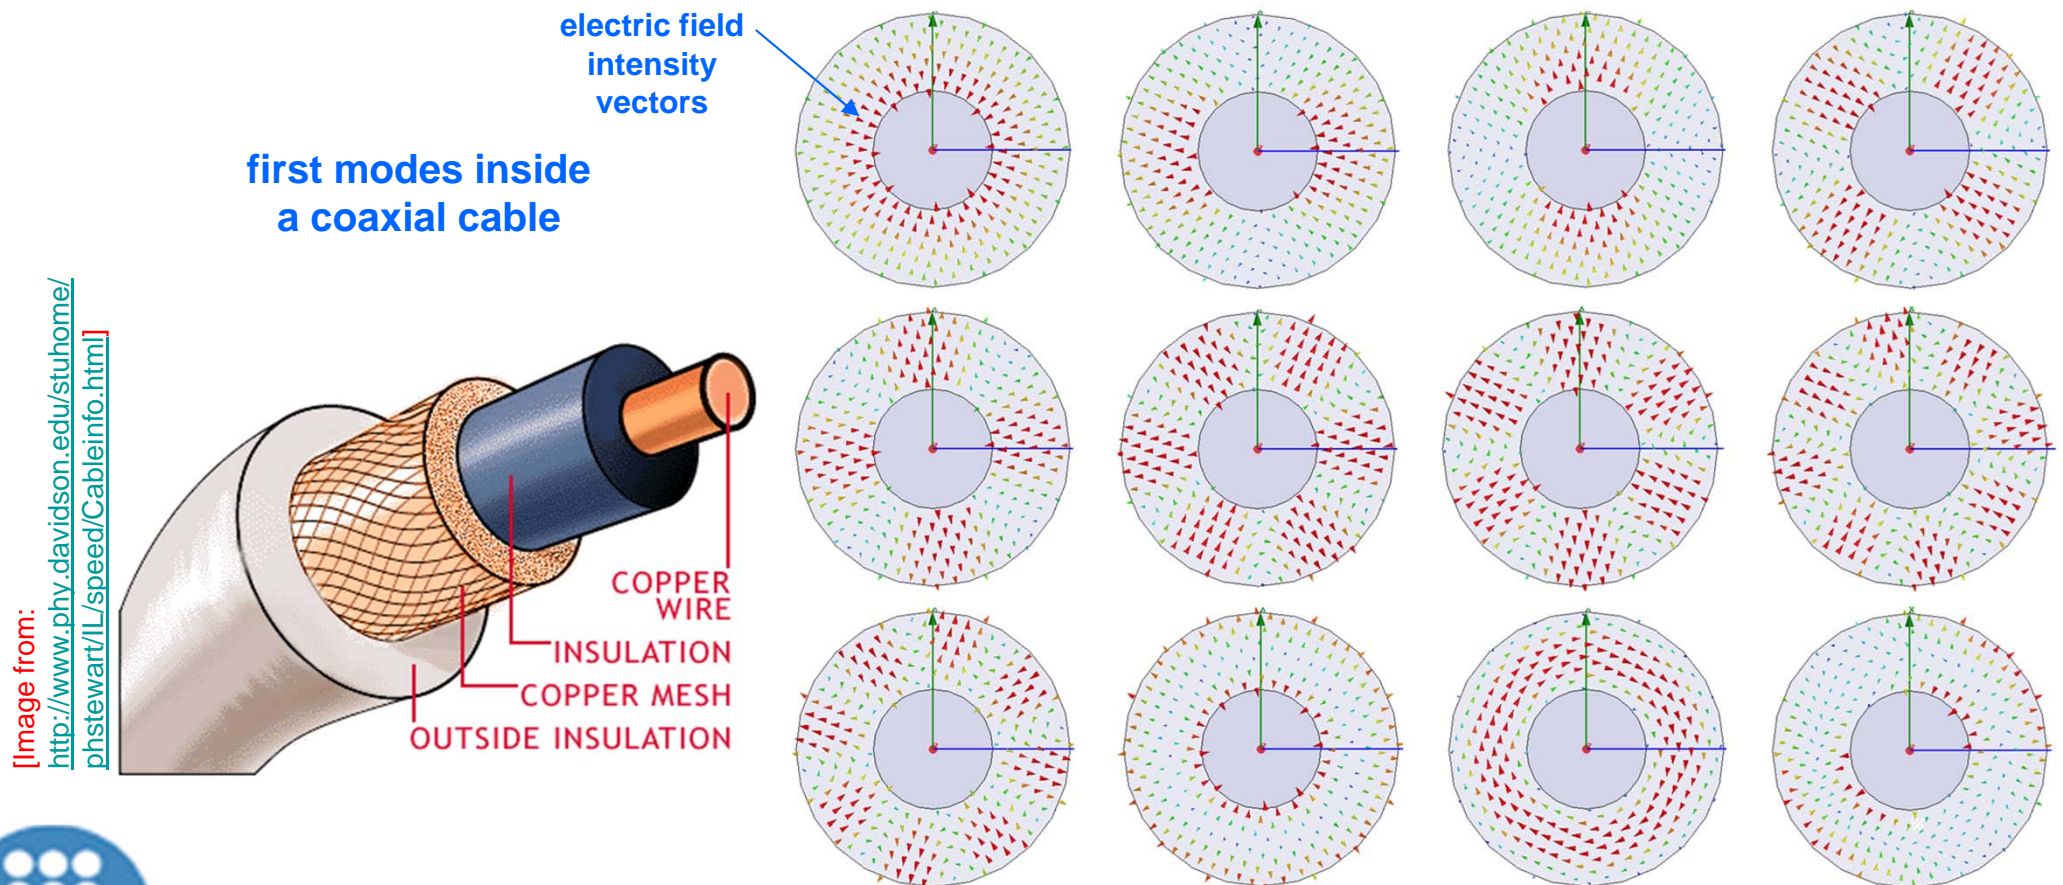 electric field
intensity
vectors
first modes inside
a coaxial cable
[Image from:
http://www.phy.davidson.edu/stuhome/
phstewart/IL/speed/Cableinfo.html]
COPPER
WIRE
INSULATION
COPPER MESH
OUTSIDE INSULATION